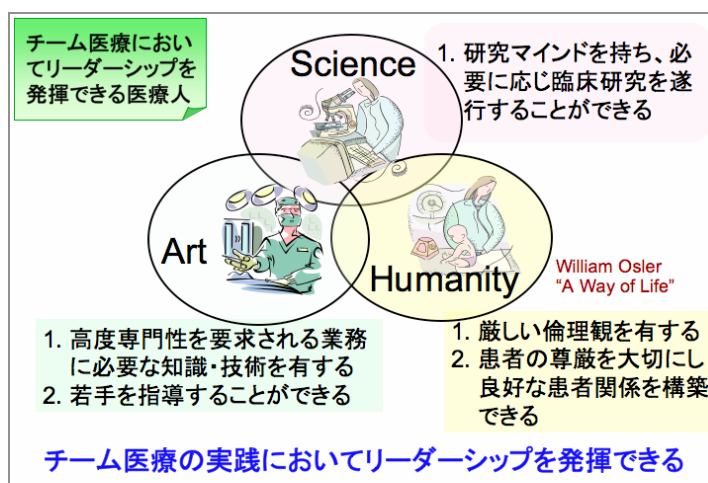 チーム医療におい
てリーダーシップを
発揮できる医療人
Science
1. 研究マインドを持ち、必
要に応じ臨床研究を遂
行することができる
Art
Humanity
William Osler
“A Way of Life”
1. 高度専門性を要求される業務
に必要な知識・技術を有する
2. 若手を指導することができる
1. 厳しい倫理観を有する
2. 患者の尊厳を大切にし
良好な患者関係を構築
できる
チーム医療の実践においてリーダーシップを発揮できる